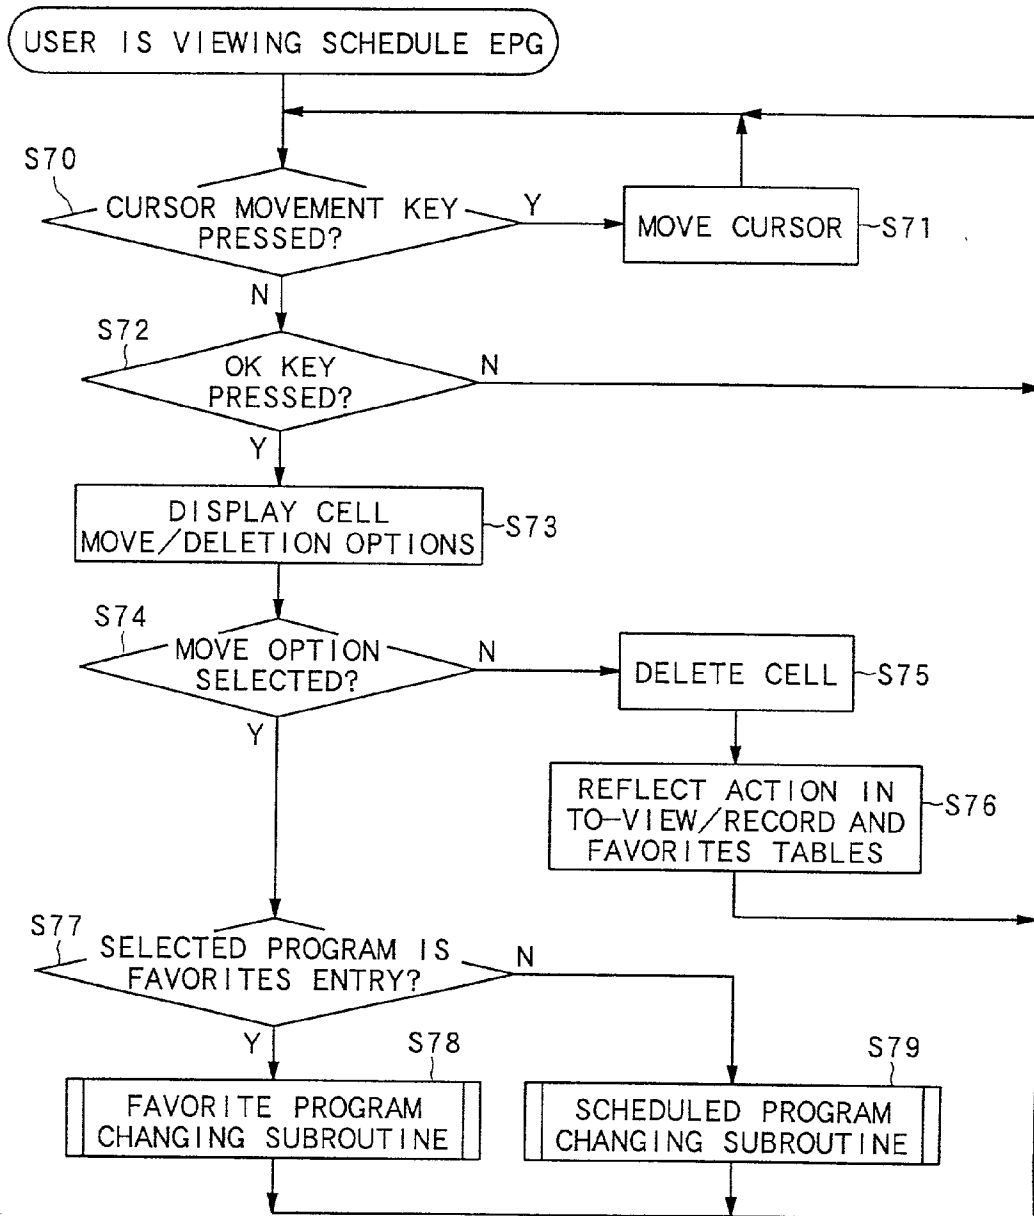 USER IS VIEWING SCHEDULE EPG
S70
CURSOR MOVEMENT KEY
PRESSED?
Y
MOVE CURSOR
S71
N
S72
OK KEY
PRESSED?
N
Y
DISPLAY CELL
MOVE/DELETION OPTIONS
S73
S74
MOVE OPTION
SELECTED?
N
DELETE CELL
S75
Y
REFLECT ACTION IN
TO-VIEW/RECORD AND
FAVORITES TABLES
S76
S77
SELECTED PROGRAM IS
FAVORITES ENTRY?
N
Y
S78
FAVORITE PROGRAM
CHANGING SUBROUTINE
S79
SCHEDULED PROGRAM
CHANGING SUBROUTINE